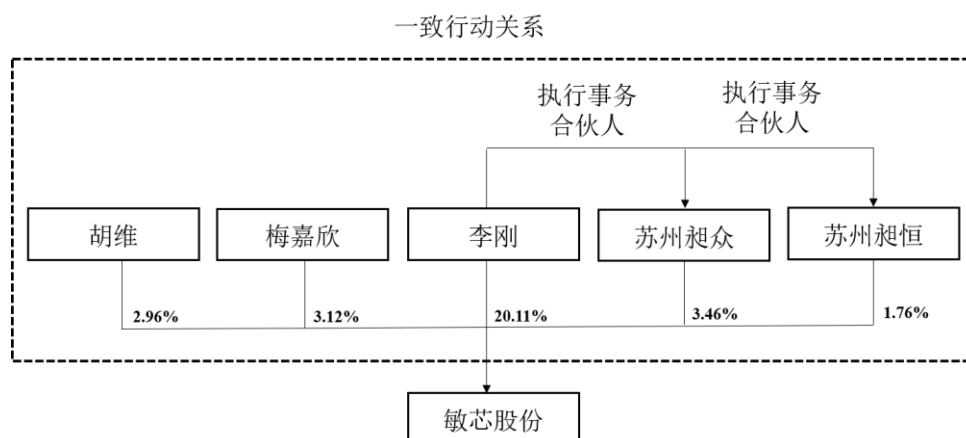 一致行动关系
执行事务
合伙人
执行事务
合伙人
胡维
梅嘉欣
李刚
苏州昶众
苏州昶恒
2.96%
3.12%
20.11%
3.46%
1.76%
敏芯股份